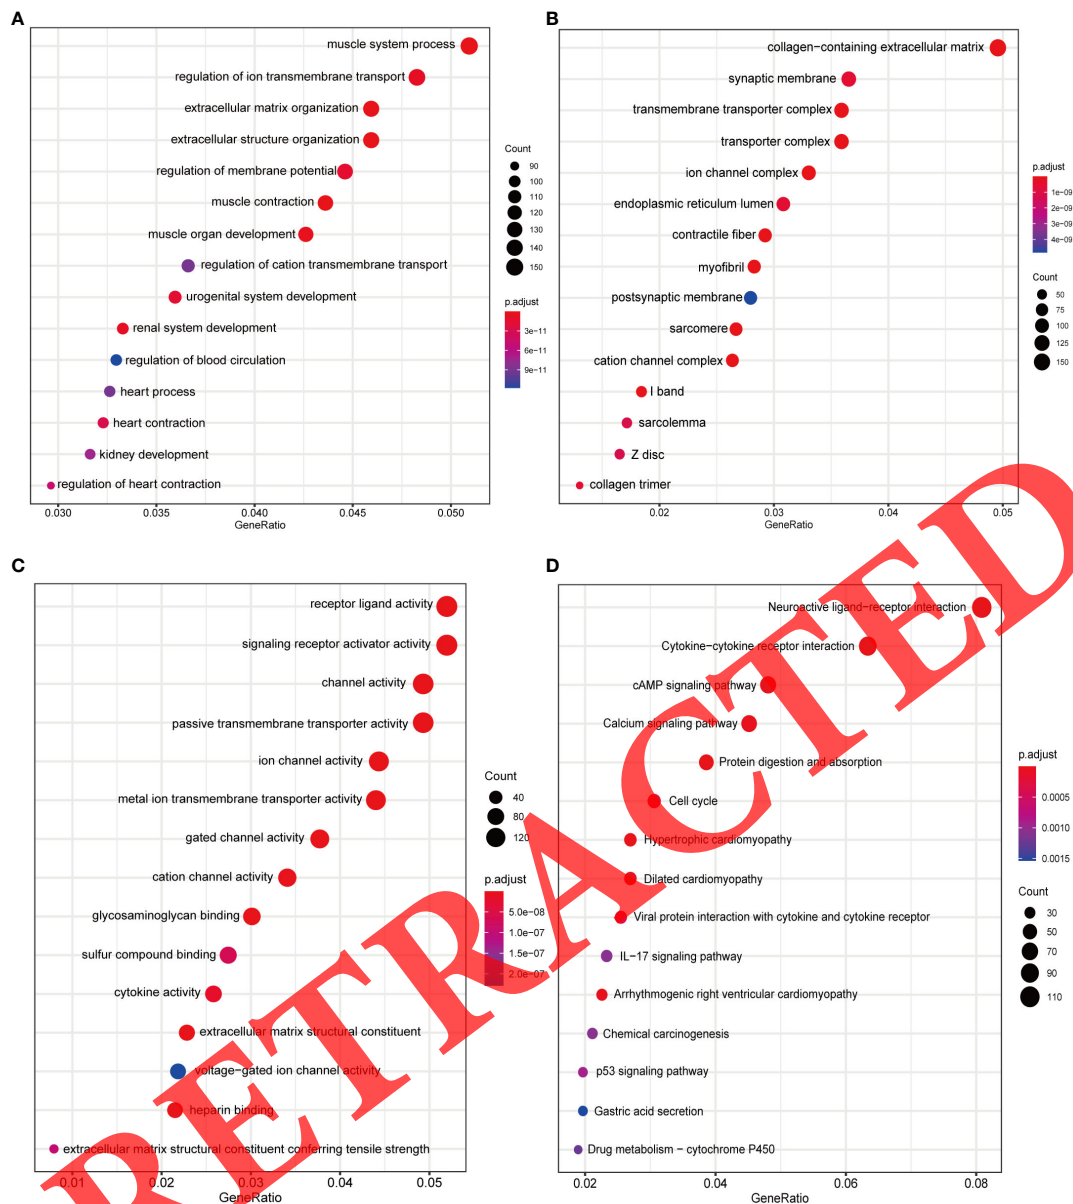 A
muscle system process
regulation of ion transmembrane transport
extracellular matrix organization
extracellular structure organization
regulation of membrane potential
muscle contraction
muscle organ development
regulation of cation transmembrane transport
urogenital system development
renal system development
regulation of blood circulation
heart process
heart contraction
kidney development
regulation of heart contraction
0.030 0.035 0.040 0.045 0.050
GeneRatio
Count
90
100
110
120
130
140
150
p.adjust
3e-11
6e-11
9e-11
B
collagen−containing extracellular matrix
synaptic membrane
transmembrane transporter complex
transporter complex
ion channel complex
endoplasmic reticulum lumen
contractile fiber
myofibril
postsynaptic membrane
sarcomere
cation channel complex
I band
sarcolemma
Z disc
collagen trimer
0.02 0.03 0.04 0.05
GeneRatio
p.adjust
1e-09
2e-09
3e-09
4e-09
Count
50
75
100
125
150
C
receptor ligand activity
signaling receptor activator activity
channel activity
passive transmembrane transporter activity
ion channel activity
metal ion transmembrane transporter activity
gated channel activity
cation channel activity
glycosaminoglycan binding
sulfur compound binding
cytokine activity
extracellular matrix structural constituent
voltage−gated ion channel activity
heparin binding
extracellular matrix structural constituent conferring tensile strength
0.01 0.02 0.03 0.04 0.05
GeneRatio
Count
40
80
120
p.adjust
5.0e-08
1.0e-07
1.5e-07
2.0e-07
D
Neuroactive ligand−receptor interaction
Cytokine−cytokine receptor interaction
cAMP signaling pathway
Calcium signaling pathway
Protein digestion and absorption
Cell cycle
Hypertrophic cardiomyopathy
Dilated cardiomyopathy
Viral protein interaction with cytokine and cytokine receptor
IL−17 signaling pathway
Arrhythmogenic right ventricular cardiomyopathy
Chemical carcinogenesis
p53 signaling pathway
Gastric acid secretion
Drug metabolism − cytochrome P450
0.02 0.04 0.06 0.08
GeneRatio
p.adjust
0.0005
0.0010
0.0015
Count
30
50
70
90
110
RETRACTED